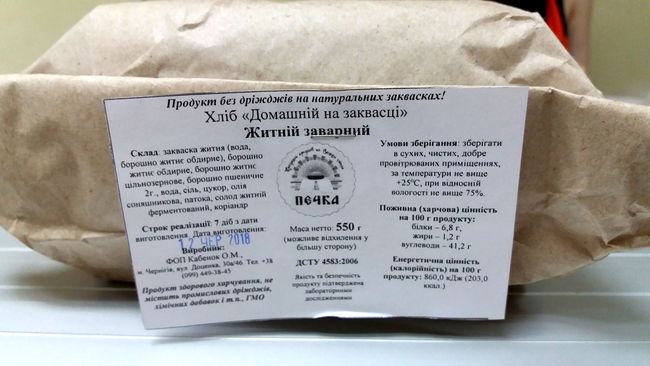 Продукт без дріжджів на натуральних заквасках!
Хліб «Домашній на заквасці»
Житній заварний
Склад: закваска жития (вода,
борошно житнє обдирне), борошно
житнє обдирне, борошно житнє
шльозернове, борошно пшеничне
2г., вода, сіль, цукор, олія
соняшникова, патока, солод житній
ферментований, коріандр
Строк реалізації: 7 діб з дати
виготовлення. Дата виготовлення:
12 ЧЕР 2018
Виробник:
ФОП Кабенок О.М.,
м. Чернігів, вул. Доценка, 30а/46 Тел. +38
(099) 449-38-45
Продукт здорового харчування, не
містить промислових дріжджів,
хімічних добавок і т.п., ГМО
ПЕЧКА
Маса нетто: 550 г
(можливе відхилення у
більшу сторону)
ДСТУ 4583:2006
Якість та безпечність
продукту підтверджена
лабораторними
дослідженнями
Умови зберігання: зберігати
в сухих, чистих, добре
провітрюваних приміщеннях,
за температури не вище
+25°С, при відносній
вологості не вище 75%.
Поживна (харчова) цінність
на 100 г продукту:
білки – 6,8 г,
жири – 1,2 г
вуглеводи – 41,2 г
Енергетична цінність
(калорійність) на 100 г
продукту: 860,0 кДж (203,0
ккал.)